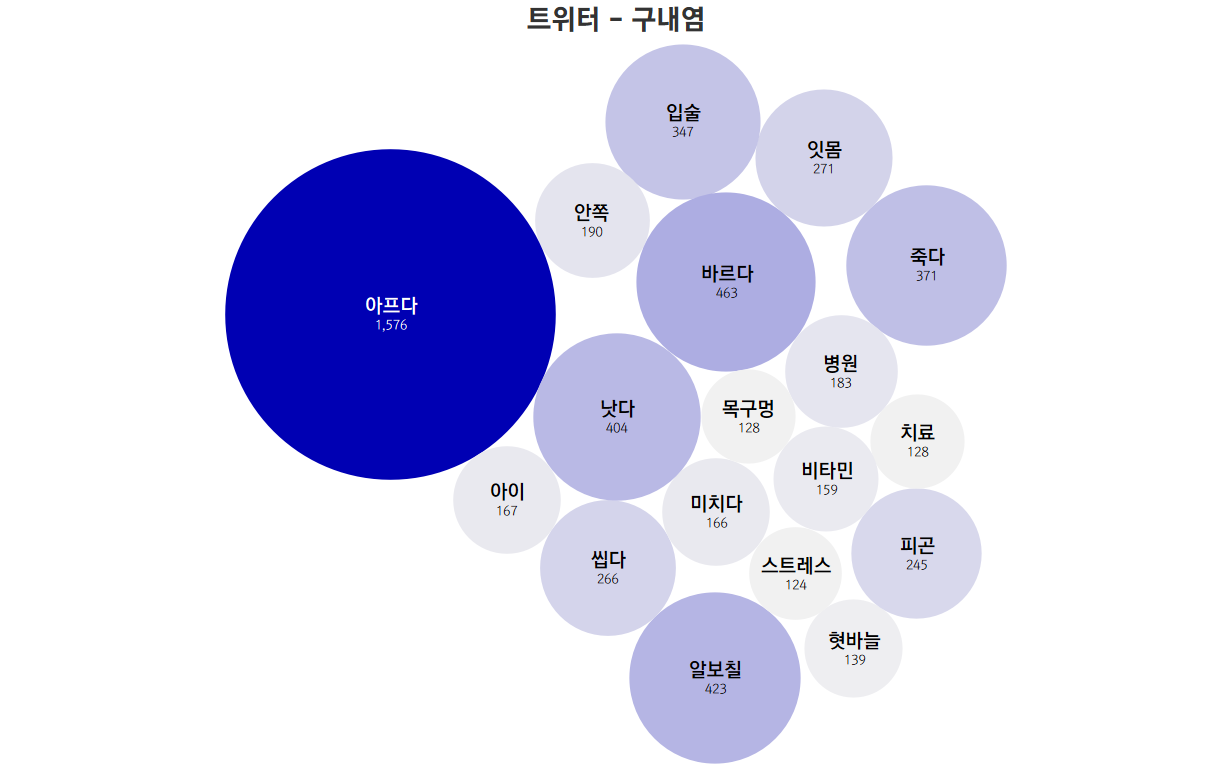 트위터 - 구내염
입술
347
잇몸
271
안쪽
190
죽다
371
바르다
463
아프다
1,576
병원
183
낫다
404
목구멍
128
치료
128
비타민
159
아이
167
미치다
166
씹다
266
피곤
245
스트레스
124
혓바늘
139
알보칠
423